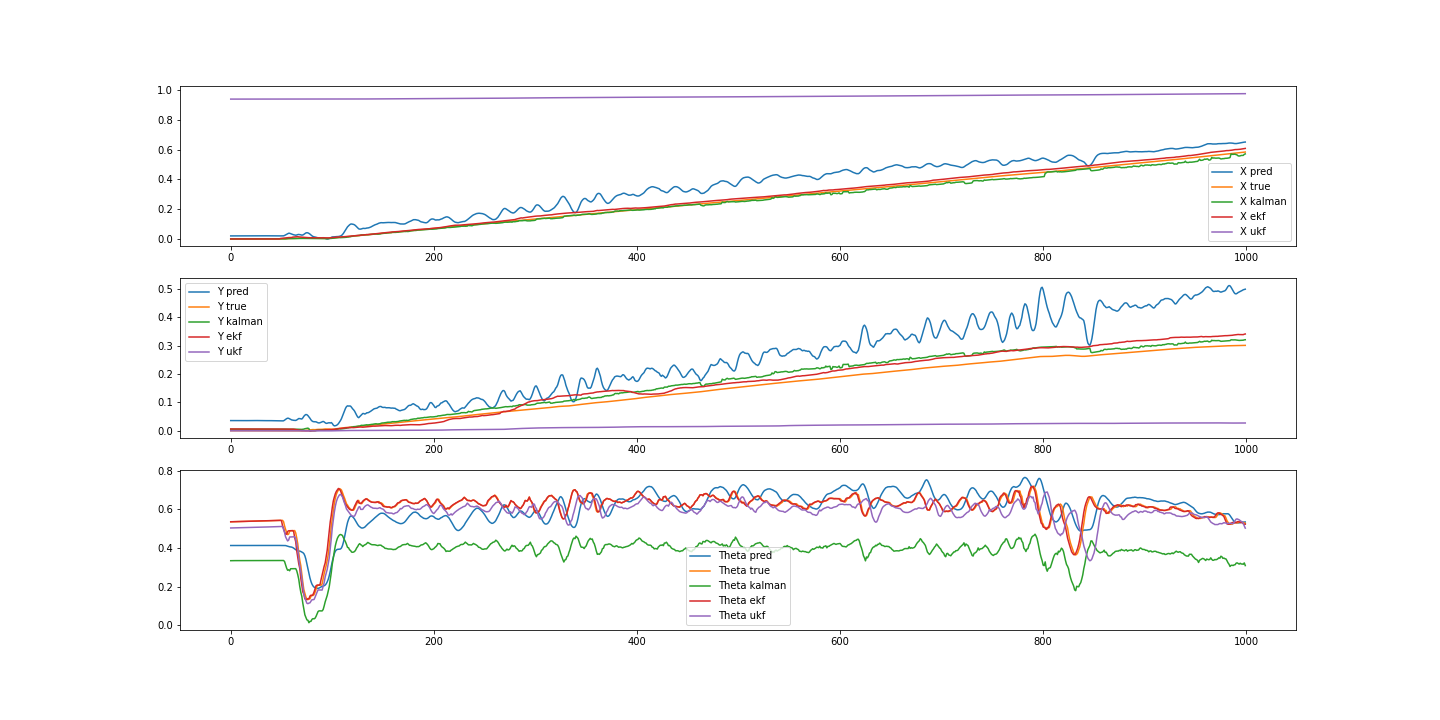 1.0
0.8
0.6
0.4
0.2
0.0
X pred
X true
X kalman
X ekf
X ukf
0 200 400 600 800 1000
0.5
0.4
0.3
0.2
0.1
0.0
Y pred
Y true
Y kalman
Y ekf
Y ukf
0 200 400 600 800 1000
0.8
0.6
0.4
0.2
0.0
Theta pred
Theta true
Theta kalman
Theta ekf
Theta ukf
0 200 400 600 800 1000